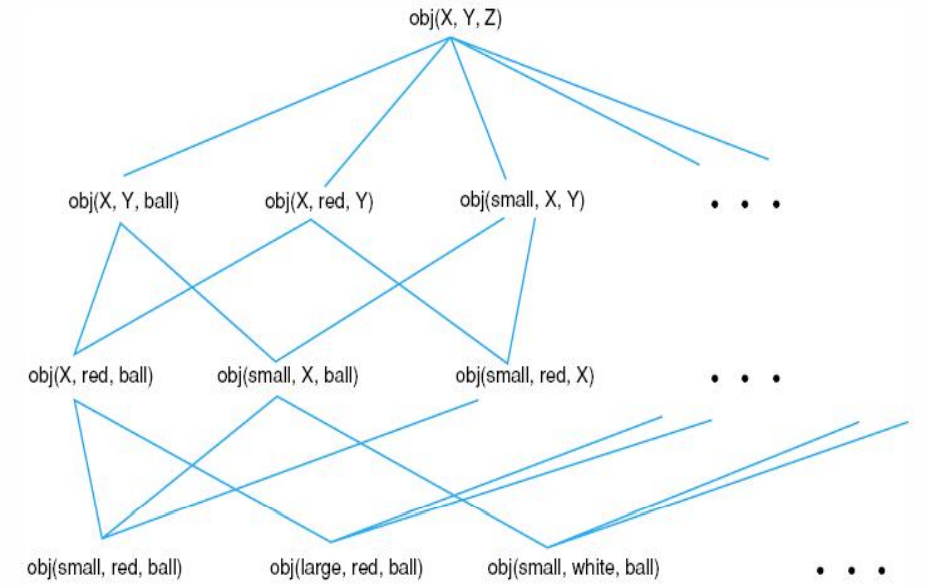 obj(X, Y, Z)
obj(X, Y, ball) obj(X, red, Y) obj(small, X, Y) • • •
obj(X, red, ball) obj(small, X, ball) obj(small, red, X) • • •
obj(small, red, ball) obj(large, red, ball) obj(small, white, ball) • • •